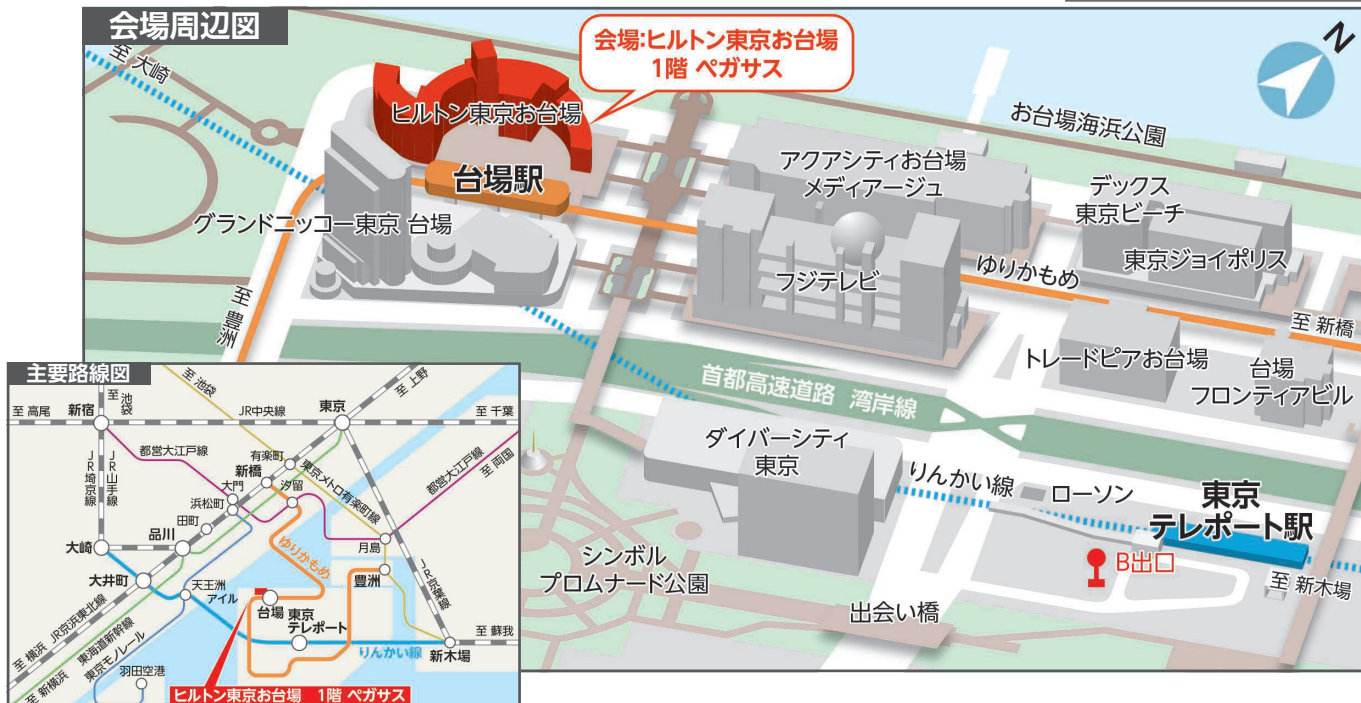 会場周辺図
会場:ヒルトン東京お台場
1階 ペガサス
N
至 大崎
ヒルトン東京お台場
台場駅
グランドニッコー東京 台場
至 豊洲
お台場海浜公園
アクアシティお台場
メディアージュ
デックス
東京ビーチ
東京ジョイポリス
フジテレビ
ゆりかもめ
至 新橋
トレードピアお台場
台場
フロンティアビル
首都高速道路 湾岸線
ダイバーシティ
東京
りんかい線
ローソン
東京
テレポート駅
B出口
至 新木場
シンボル
プロムナード公園
出会い橋
主要路線図
至 池袋
至 池袋
至 上野
至 高尾
新宿
JR中央線
東京
至 千葉
都営大江戸線
有楽町
新橋
汐留
東京メトロ有楽町線
都営大江戸線
至 両国
JR埼京線
JR山手線
大門
浜松町
田町
品川
大崎
月島
ゆりかもめ
豊洲
JR京葉線
大井町
天王洲
アイル
台場
東京
テレポート
りんかい線
新木場
至 蘇我
至 横浜
JR京浜東北線
至 新横浜
東海道新幹線
東京モノレール
羽田空港
ヒルトン東京お台場 1階 ペガサス